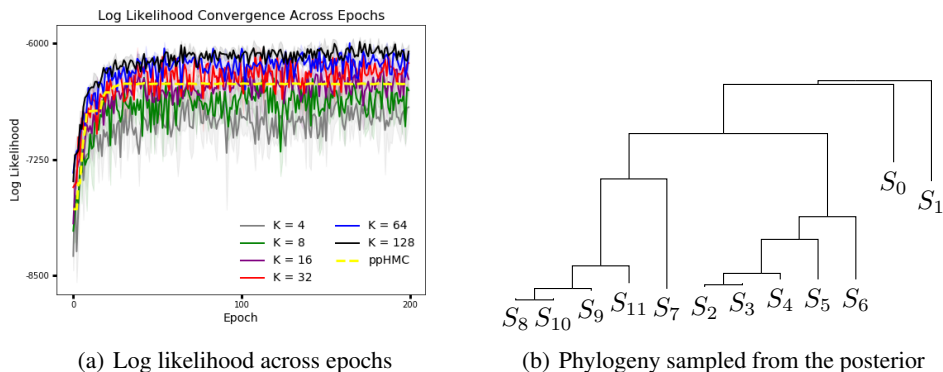 Log Likelihood Convergence Across Epochs
-6000
-7250
-8500
Log Likelihood
K = 4
K = 8
K = 16
K = 32
K = 64
K = 128
ppHMC
0
100
200
Epoch
(a) Log likelihood across epochs
S0
S1
S8
S10
S9
S11
S7
S2
S3
S4
S5
S6
(b) Phylogeny sampled from the posterior